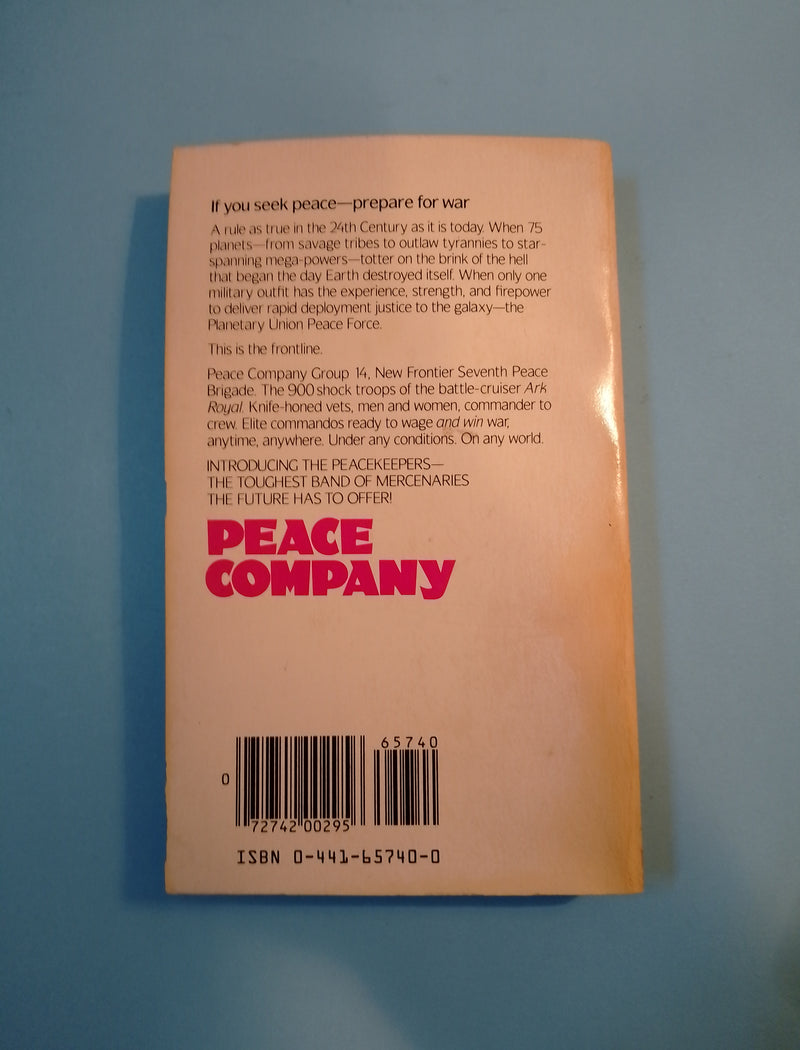 If you seek peace—prepare for war
A rule as true in the 24th Century as it is today. When 75
planets—from savage tribes to outlaw tyrannies to star-
spanning mega-powers—totter on the brink of the hell
that began the day Earth destroyed itself. When only one
military outfit has the experience, strength, and firepower
to deliver rapid deployment justice to the galaxy—the
Planetary Union Peace Force.
This is the frontline.
Peace Company Group 14, New Frontier Seventh Peace
Brigade. The 900 shock troops of the battle-cruiser Ark
Royal. Knife-honed vets, men and women, commander to
crew. Elite commandos ready to wage and win war,
anytime, anywhere. Under any conditions. On any world.
INTRODUCING THE PEACEKEEPERS—
THE TOUGHEST BAND OF MERCENARIES
THE FUTURE HAS TO OFFER!
PEACE
COMPANY
65740
0
72742 00295
ISBN 0-441-65740-0